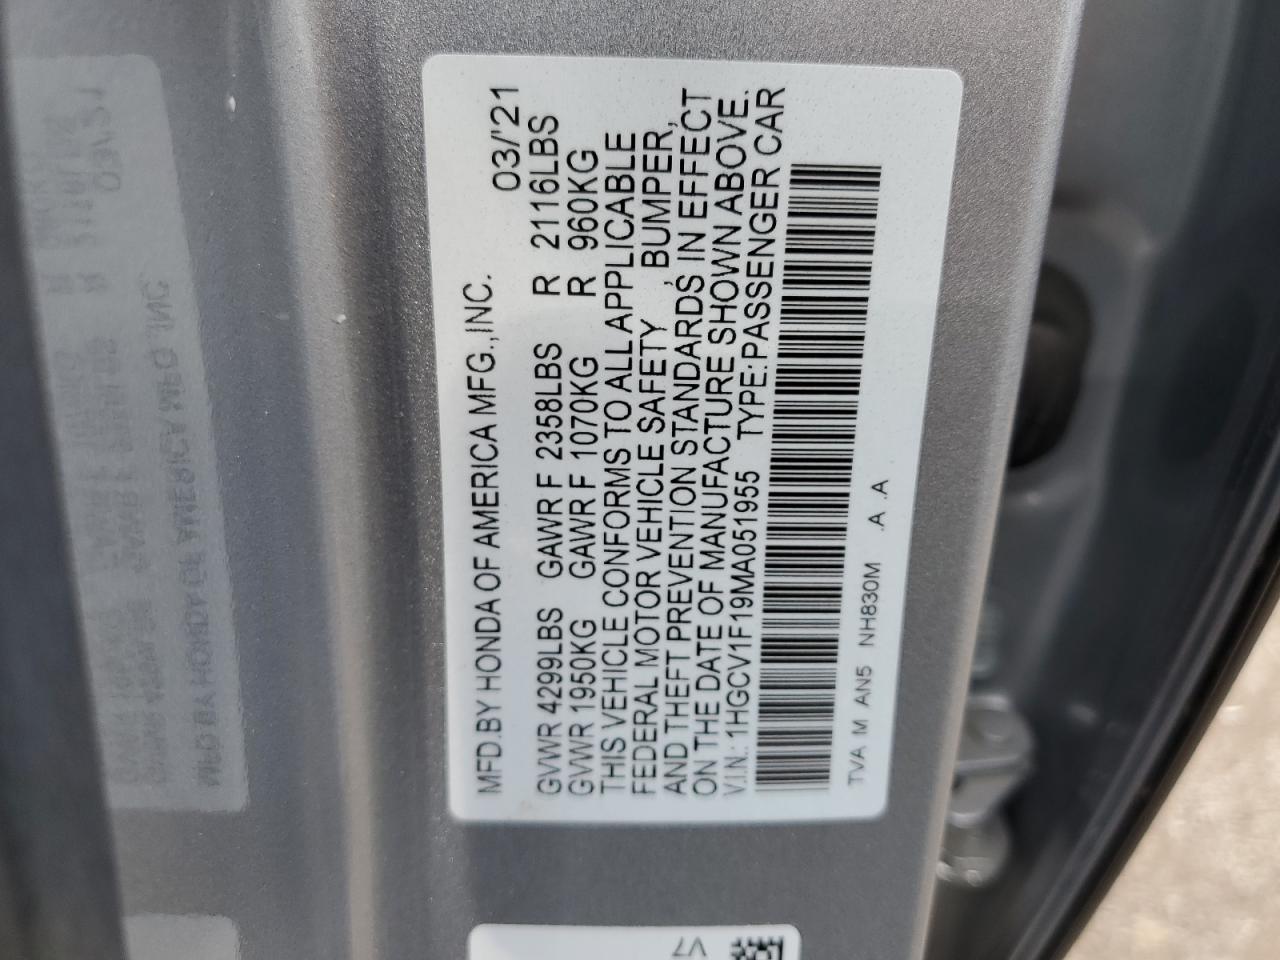 MFD.BY HONDA OF AMERICA MFG.,INC. 03/'21
GVWR 4299LBS GAWR F 2358LBS R 2116LBS
GVWR 1950KG GAWR F 1070KG R 960KG
THIS VEHICLE CONFORMS TO ALL APPLICABLE
FEDERAL MOTOR VEHICLE SAFETY, BUMPER,
AND THEFT PREVENTION STANDARDS IN EFFECT
ON THE DATE OF MANUFACTURE SHOWN ABOVE.
V.I.N.: 1HGCV1F19MA051955 TYPE:PASSENGER CAR
TVA M AN5 NH830M .A .A
V7